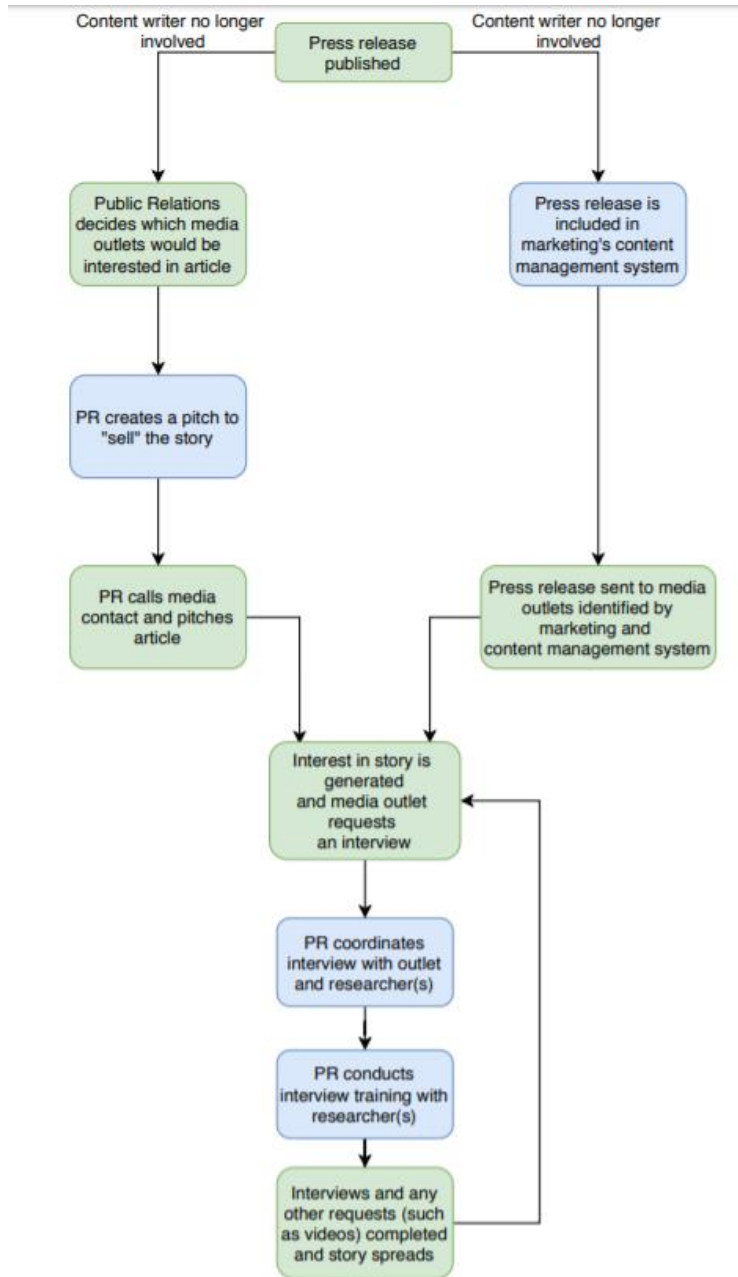 Content writer no longer
involved
Press release
published
Content writer no longer
involved
Public Relations
decides which media
outlets would be
interested in article
Press release is
included in
marketing's content
management system
PR creates a pitch to
"sell" the story
PR calls media
contact and pitches
article
Press release sent to media
outlets identified by
marketing and
content management system
Interest in story is
generated
and media outlet
requests
an interview
PR coordinates
interview with outlet
and researcher(s)
PR conducts
interview training with
researcher(s)
Interviews and any
other requests (such
as videos) completed
and story spreads